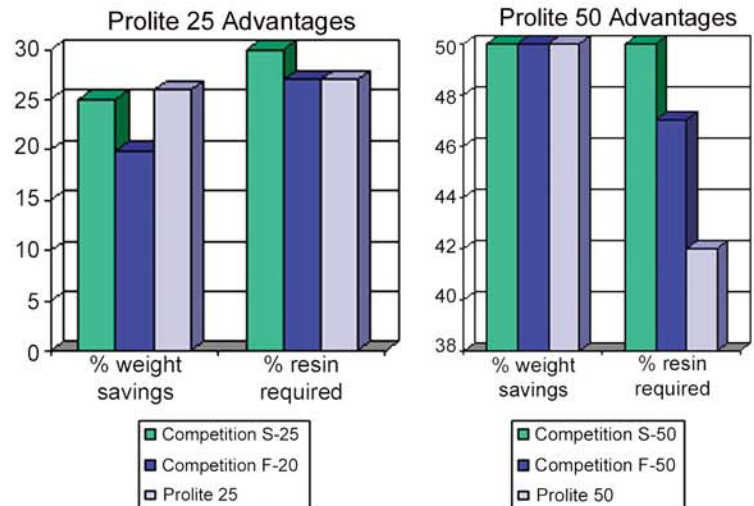 Prolite 25 Advantages
30
25
20
15
10
5
0
% weight
savings
% resin
required
Competition S-25
Competition F-20
Prolite 25
Prolite 50 Advantages
50
48
46
44
42
40
38
% weight
savings
% resin
required
Competition S-50
Competition F-50
Prolite 50